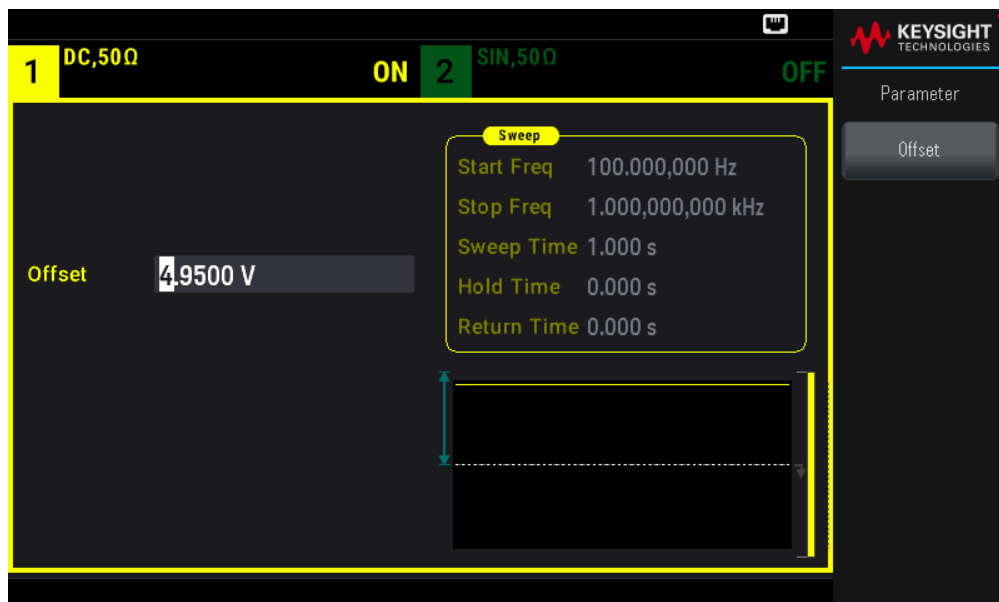 KEYSIGHT
TECHNOLOGIES
1 DC,50Ω ON
2 SIN,50Ω OFF
Parameter
Offset
Sweep
Start Freq 100.000,000 Hz
Stop Freq 1.000,000,000 kHz
Sweep Time 1.000 s
Hold Time 0.000 s
Return Time 0.000 s
Offset 4.9500 V